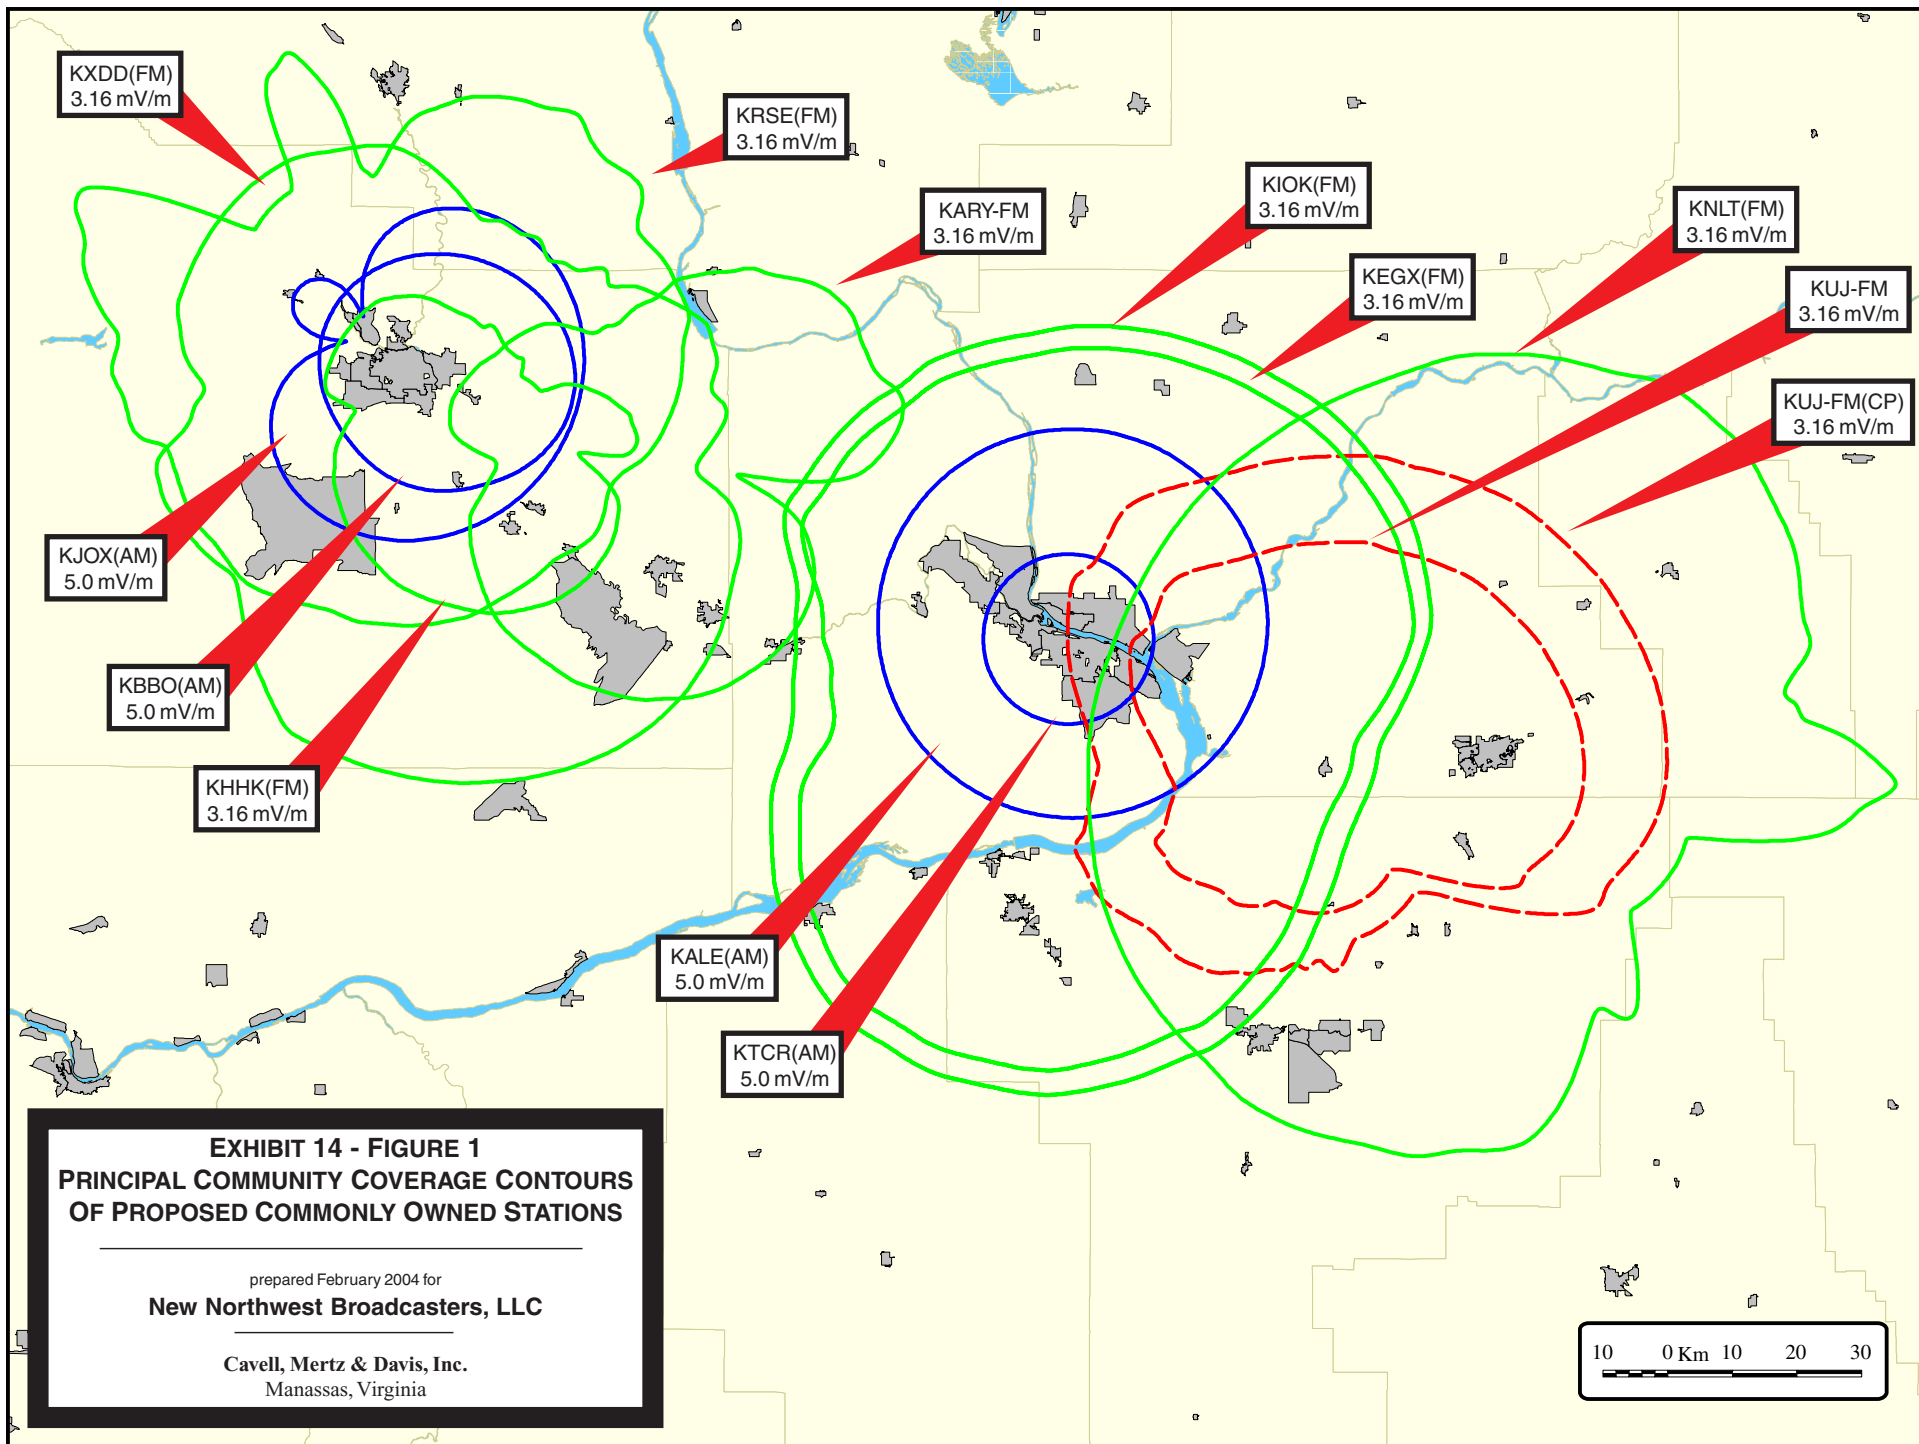 KXDD(FM)
3.16 mV/m
KRSE(FM)
3.16 mV/m
KARY-FM
3.16 mV/m
KIOK(FM)
3.16 mV/m
KNLT(FM)
3.16 mV/m
KEGX(FM)
3.16 mV/m
KUJ-FM
3.16 mV/m
KUJ-FM(CP)
3.16 mV/m
KJOX(AM)
5.0 mV/m
KBBO(AM)
5.0 mV/m
KHHK(FM)
3.16 mV/m
KALE(AM)
5.0 mV/m
KTCR(AM)
5.0 mV/m
EXHIBIT 14 - FIGURE 1
PRINCIPAL COMMUNITY COVERAGE CONTOURS
OF PROPOSED COMMONLY OWNED STATIONS
prepared February 2004 for
New Northwest Broadcasters, LLC
Cavell, Mertz & Davis, Inc.
Manassas, Virginia
10 0 Km 10 20 30